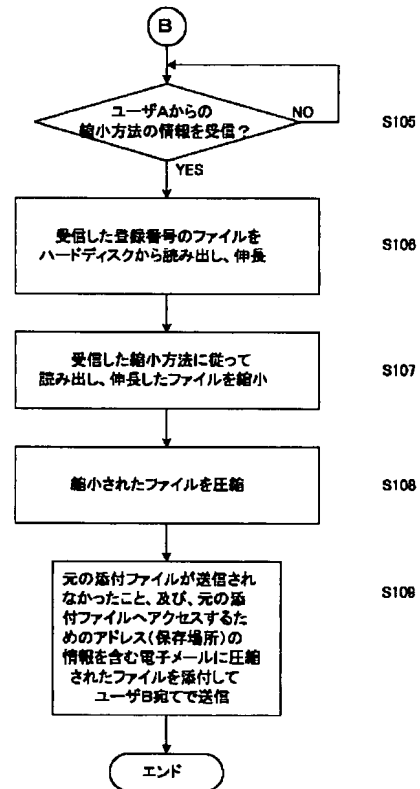 B
ユーザAからの
縮小方法の情報を受信?
NO
S105
YES
受信した登録番号のファイルを
ハードディスクから読み出し、伸長
S106
受信した縮小方法に従って
読み出し、伸長したファイルを縮小
S107
縮小されたファイルを圧縮
S108
元の添付ファイルが送信され
なかったこと、及び、元の添
付ファイルへアクセスするた
めのアドレス(保存場所)の
情報を含む電子メールに圧縮
されたファイルを添付して
ユーザB宛てで送信
S109
エンド